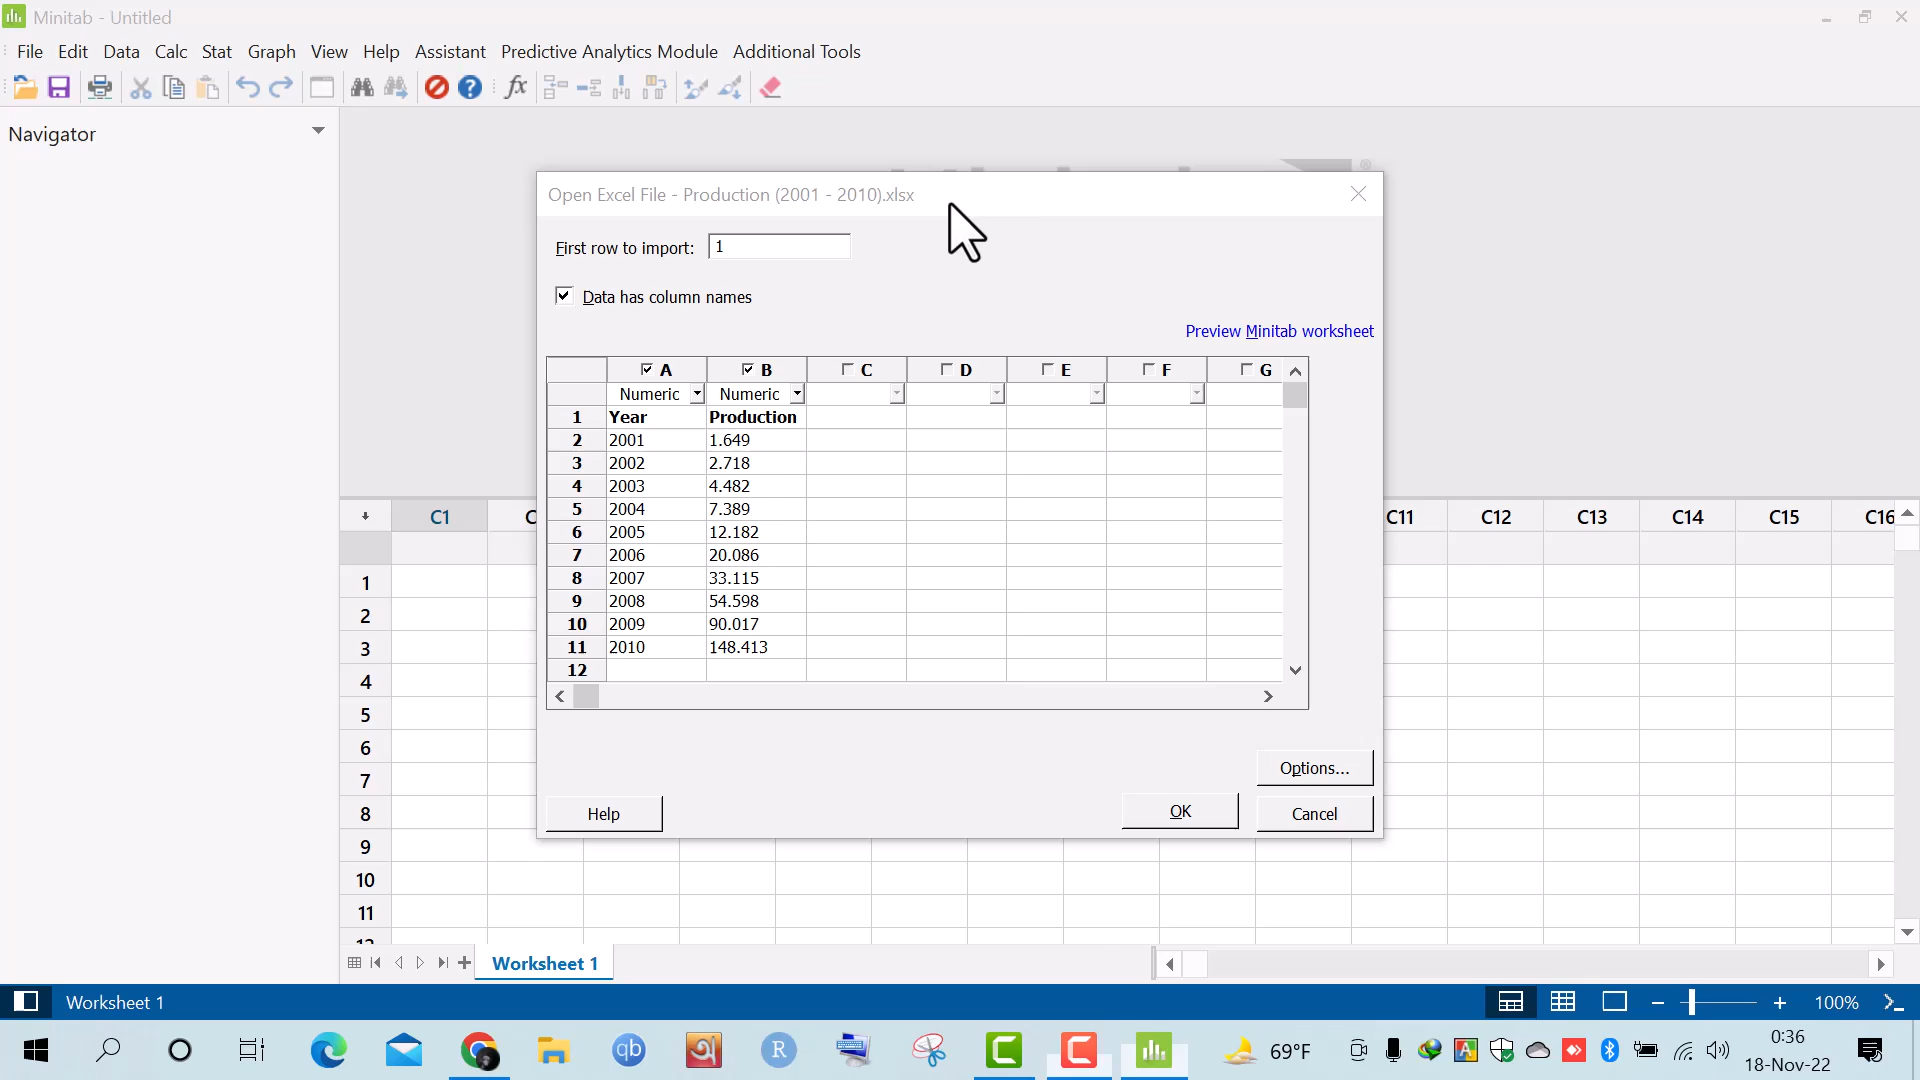 Minitab - Untitled
File Edit Data Calc Stat Graph View Help Assistant Predictive Analytics Module Additional Tools
fx
Navigator
Open Excel File - Production (2001 - 2010).xlsx
First row to import: 1
Data has column names
Preview Minitab worksheet
A B C D E F G
Numeric Numeric
1 Year Production
2 2001 1.649
3 2002 2.718
4 2003 4.482
5 2004 7.389
6 2005 12.182
7 2006 20.086
8 2007 33.115
9 2008 54.598
10 2009 90.017
11 2010 148.413
12
Options...
Help OK Cancel
C1 C11 C12 C13 C14 C15 C16
1
2
3
4
5
6
7
8
9
10
11
Worksheet 1
Worksheet 1 100%
qb অ R C C 69°F A 0:36
18-Nov-22